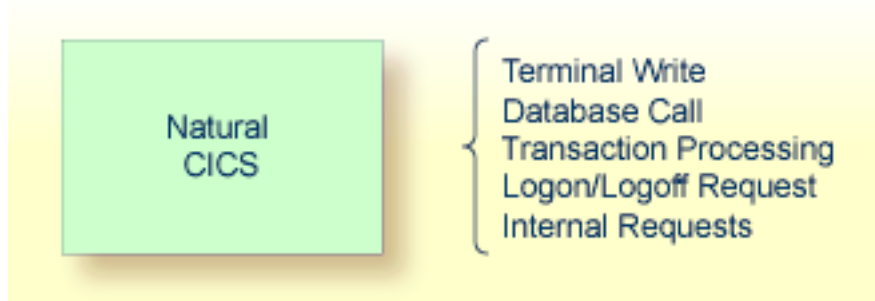 Natural
CICS
Terminal Write
Database Call
Transaction Processing
Logon/Logoff Request
Internal Requests